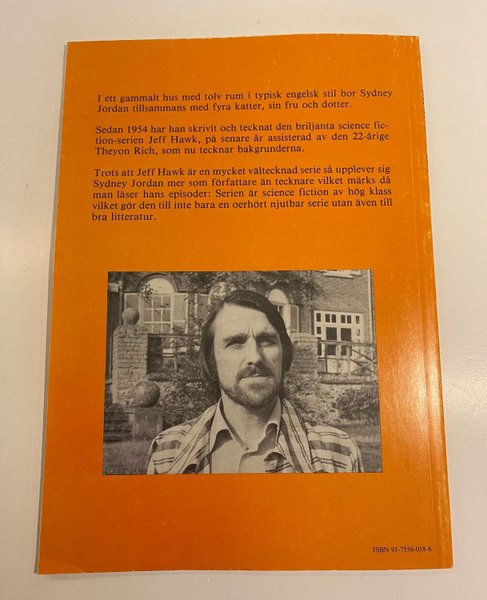 I ett gammalt hus med tolv rum i typisk engelsk stil bor Sydney
Jordan tillsammans med fyra katter, sin fru och dotter.
Sedan 1954 har han skrivit och tecknat den briljanta science fic-
tion-serien Jeff Hawk, på senare år assisterad av den 22-årige
Theyon Rich, som nu tecknar bakgrunderna.
Trots att Jeff Hawk är en mycket vältecknad serie så upplever sig
Sydney Jordan mer som författare än tecknare vilket märks då
man läser hans episoder: Serien är science fiction av hög klass
vilket gör den till inte bara en oerhört njutbar serie utan även till
bra litteratur.
ISBN 91-7556-018-6